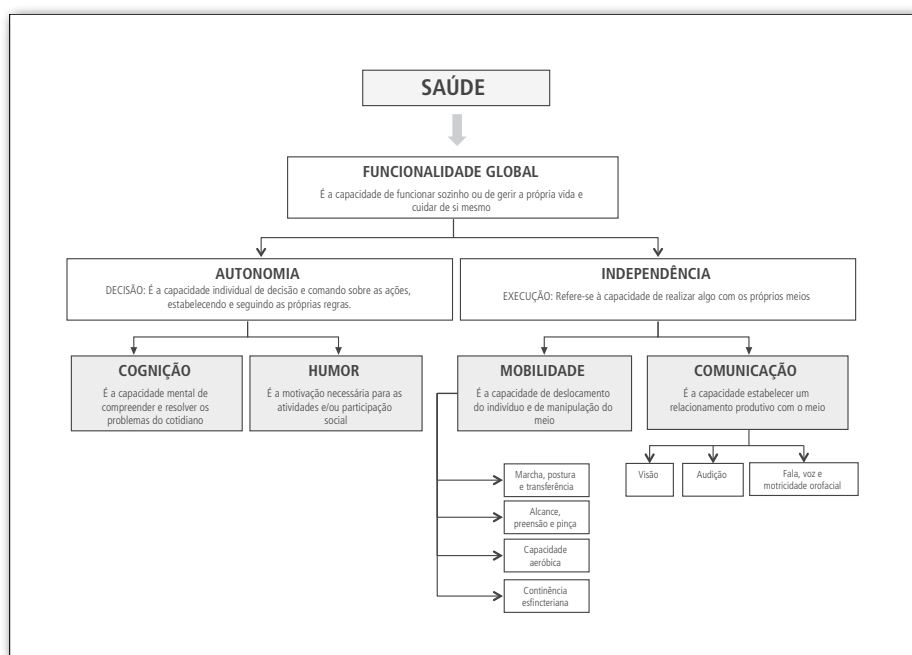 SAÚDE
FUNCIONALIDADE GLOBAL
É a capacidade de funcionar sozinho ou de gerir a própria vida e
cuidar de si mesmo
AUTONOMIA
DECISÃO: É a capacidade individual de decisão e comando sobre as ações,
estabelecendo e seguindo as próprias regras.
INDEPENDÊNCIA
EXECUÇÃO: Refere-se à capacidade de realizar algo com os próprios meios
COGNIÇÃO
É a capacidade mental de
compreender e resolver os
problemas do cotidiano
HUMOR
É a motivação necessária para as
atividades e/ou participação
social
MOBILIDADE
É a capacidade de deslocamento
do indivíduo e de manipulação do
meio
COMUNICAÇÃO
É a capacidade estabelecer um
relacionamento produtivo com o meio
Marcha, postura
e transferência
Alcance,
preensão e pinça
Capacidade
aeróbica
Continência
esfincteriana
Visão
Audição
Fala, voz e
motricidade orofacial